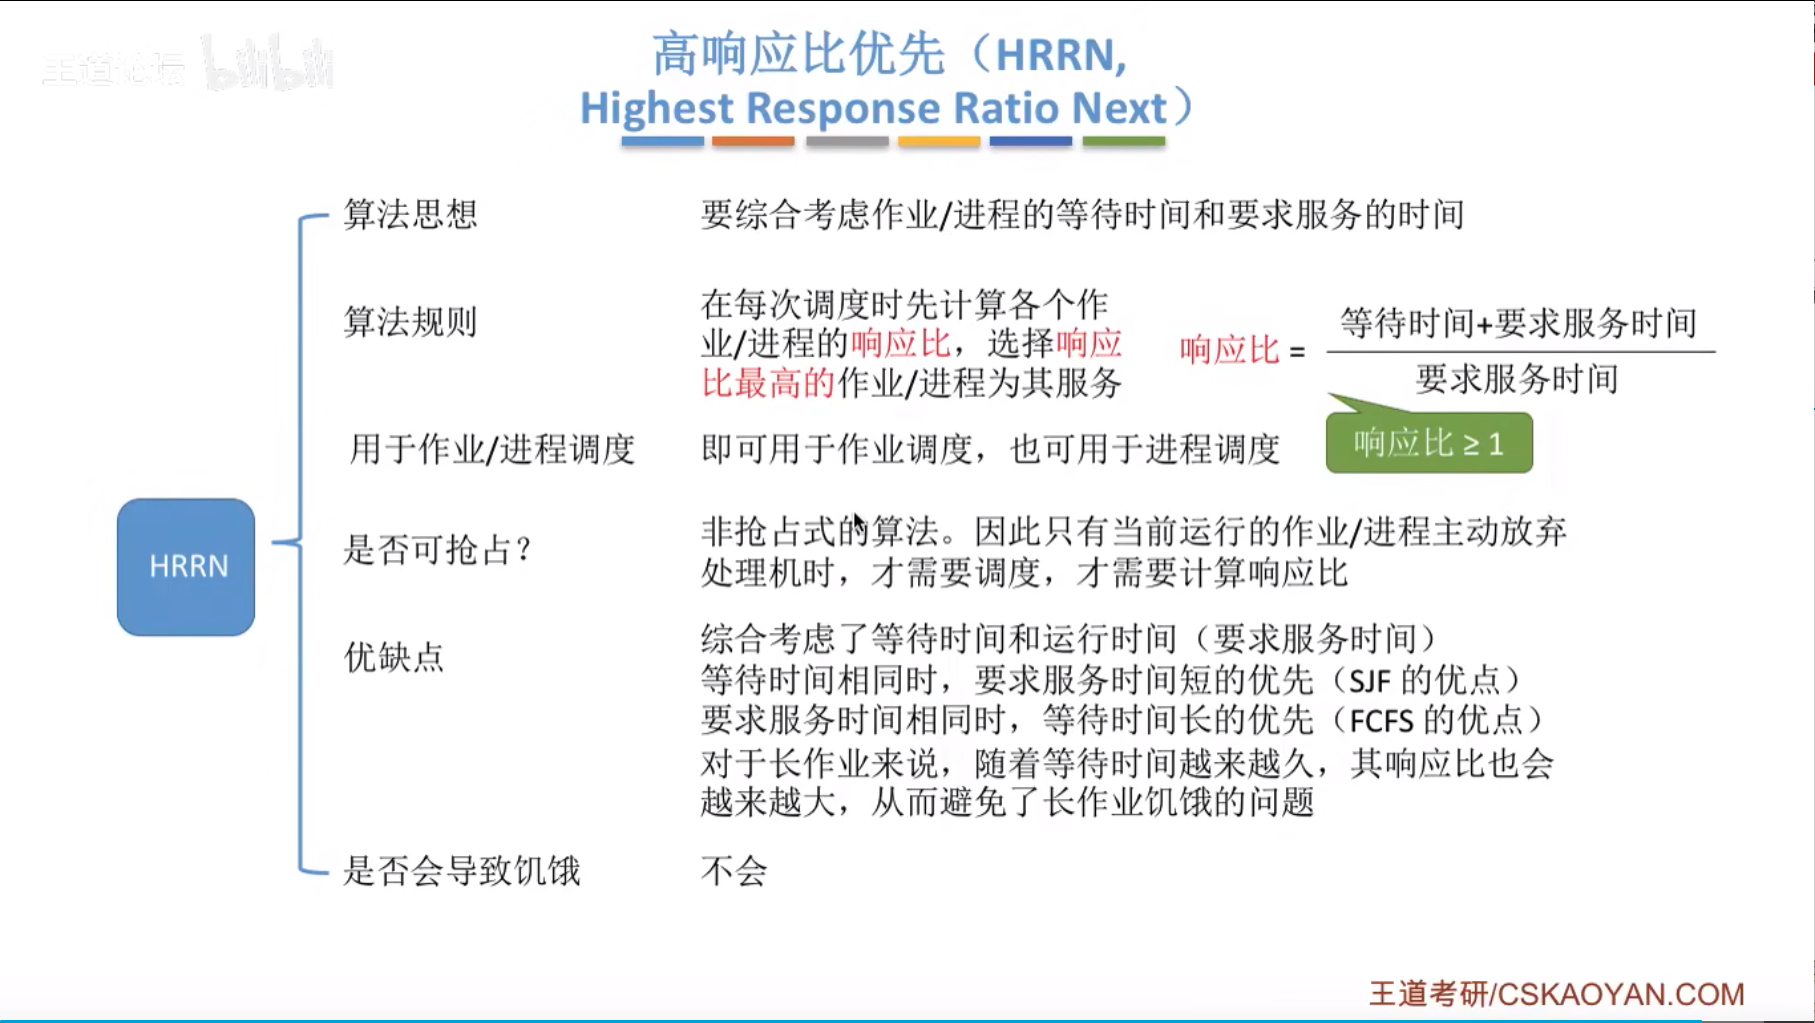 王道论坛 bilibili
高响应比优先（HRRN,
Highest Response Ratio Next）
算法思想
要综合考虑作业/进程的等待时间和要求服务的时间
算法规则
在每次调度时先计算各个作
业/进程的响应比，选择响应
比最高的作业/进程为其服务
响应比 =
等待时间+要求服务时间
要求服务时间
响应比 ≥ 1
用于作业/进程调度
即可用于作业调度，也可用于进程调度
HRRN
是否可抢占？
非抢占式的算法。因此只有当前运行的作业/进程主动放弃
处理机时，才需要调度，才需要计算响应比
优缺点
综合考虑了等待时间和运行时间（要求服务时间）
等待时间相同时，要求服务时间短的优先（SJF 的优点）
要求服务时间相同时，等待时间长的优先（FCFS 的优点）
对于长作业来说，随着等待时间越来越久，其响应比也会
越来越大，从而避免了长作业饥饿的问题
是否会导致饥饿
不会
王道考研/CSKAOYAN.COM